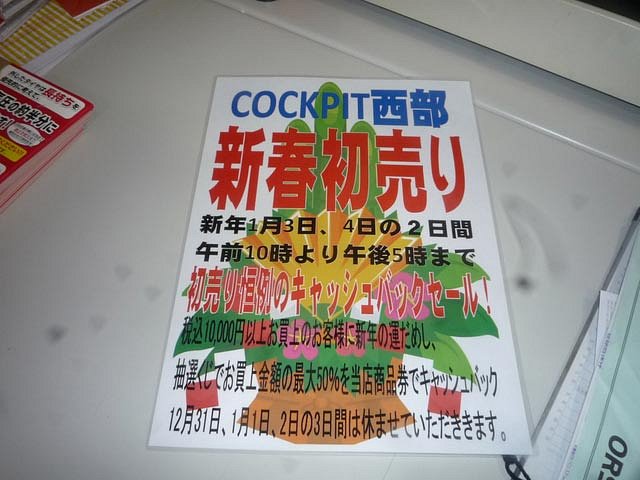 COCKPIT西部
新春初売り
新年1月3日、4日の2日間
午前10時より午後5時まで
初売り恒例のキャッシュバックセール!
税込10,000円以上お買上のお客様に新年の運だめし、
抽選くじでお買上金額の最大50%を当店商品券でキャッシュバック
12月31日、1月1日、2日の3日間は休ませていただききます。
長持ちを